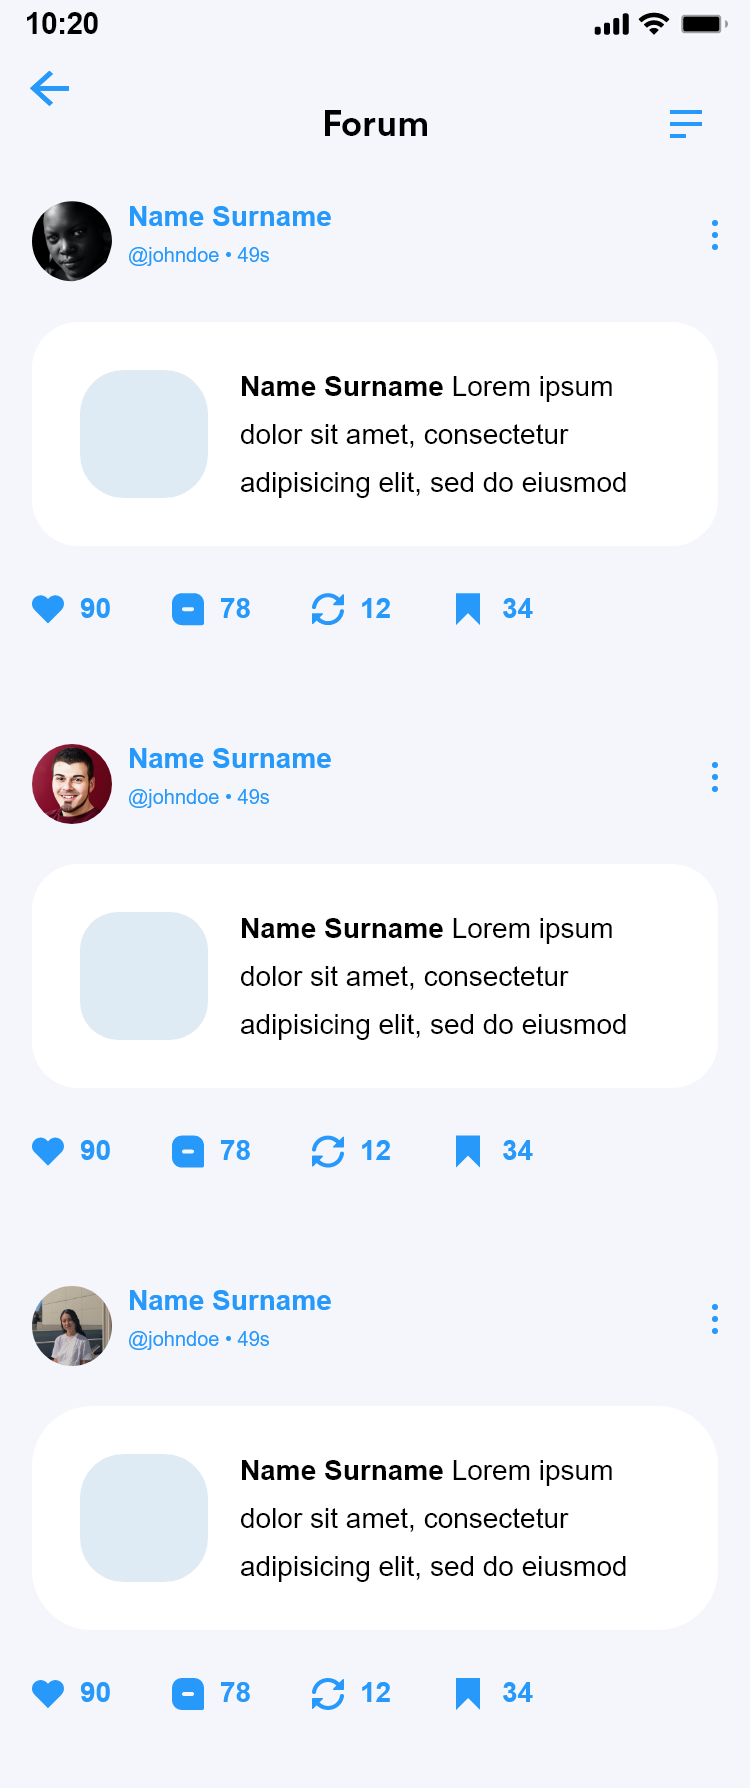 10:20
Forum
Name Surname
@johndoe • 49s
Name Surname Lorem ipsum
dolor sit amet, consectetur
adipisicing elit, sed do eiusmod
90 78 12 34
Name Surname
@johndoe • 49s
Name Surname Lorem ipsum
dolor sit amet, consectetur
adipisicing elit, sed do eiusmod
90 78 12 34
Name Surname
@johndoe • 49s
Name Surname Lorem ipsum
dolor sit amet, consectetur
adipisicing elit, sed do eiusmod
90 78 12 34